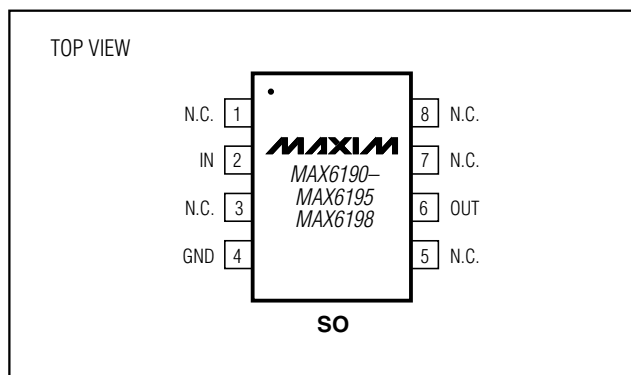 TOP VIEW
N.C. 1
8 N.C.
MAXIM
IN 2
7 N.C.
MAX6190–
MAX6195
MAX6198
N.C. 3
6 OUT
GND 4
5 N.C.
SO